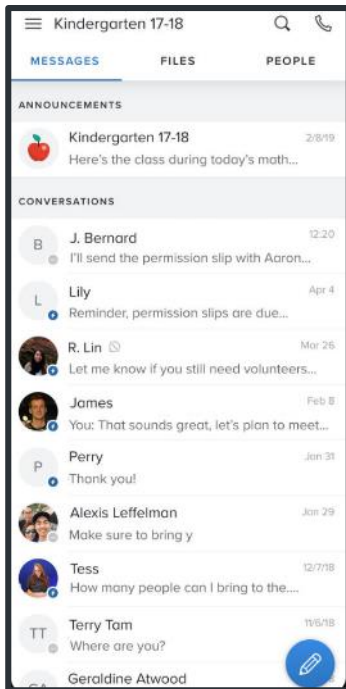 Kindergarten 17-18
MESSAGES FILES PEOPLE
ANNOUNCEMENTS
Kindergarten 17-18 2/8/19
Here's the class during today's math...
CONVERSATIONS
B J. Bernard 12:20
I'll send the permission slip with Aaron...
L Lily Apr 4
Reminder, permission slips are due...
R. Lin Mar 26
Let me know if you still need volunteers...
James Feb 8
You: That sounds great, let's plan to meet...
P Perry Jan 31
Thank you!
Alexis Leffelman Jan 29
Make sure to bring y
Tess 12/7/18
How many people can I bring to the....
TT Terry Tam 11/6/18
Where are you?
GA Geraldine Atwood